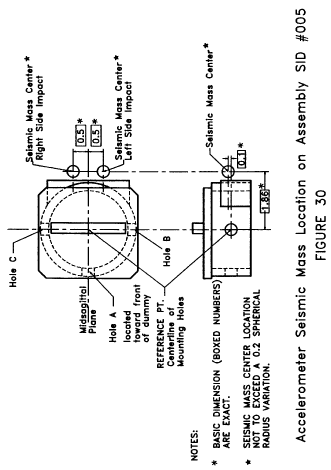 Hole C
Seismic Mass Center*
Right Side Impact
0.5*
0.5*
Seismic Mass Center*
Left Side Impact
Midsagittal
Plane
Hole A
located
toward front
of dummy
Hole B
REFERENCE PT.
Centerline of
Mounting Holes
Seismic Mass Center*
0.1*
1.86*
NOTES:
* BASIC DIMENSION (BOXED NUMBERS)
ARE EXACT.
* SEISMIC MASS CENTER LOCATION
NOT TO EXCEED A 0.2 SPHERICAL
RADIUS VARIATION.
Accelerometer Seismic Mass Location on Assembly SID #005
FIGURE 30